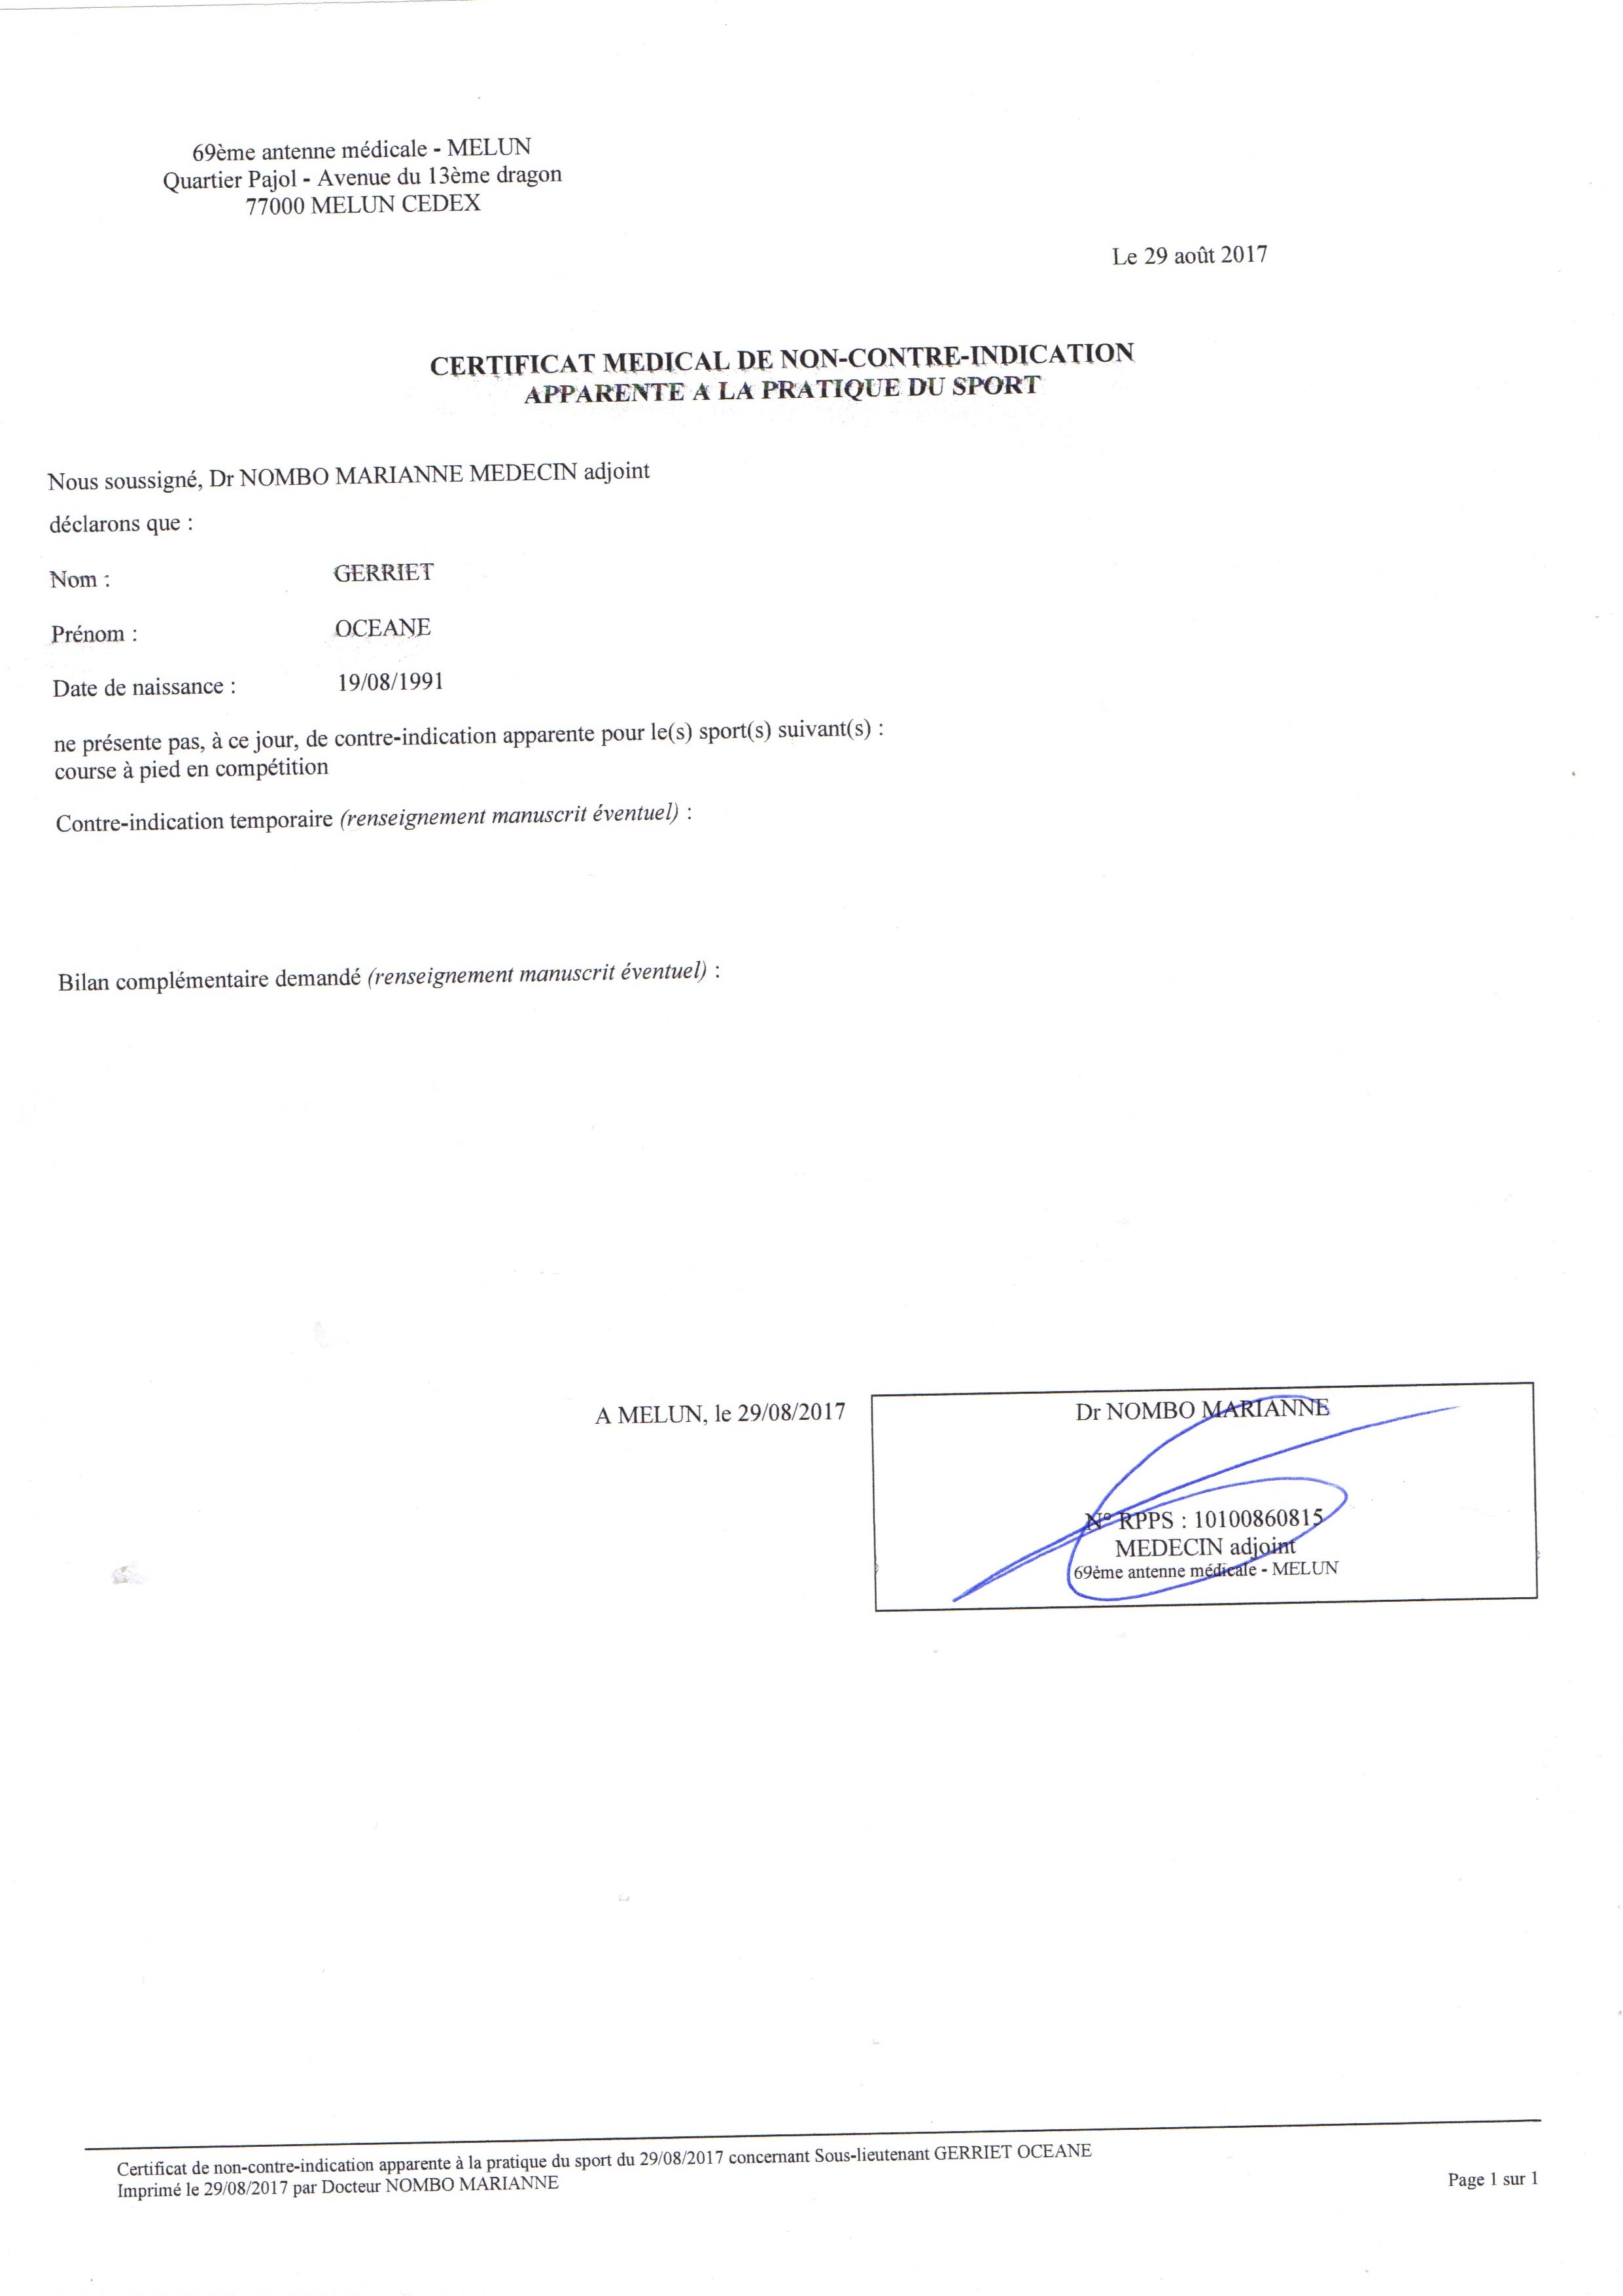 69ème antenne médicale - MELUN
Quartier Pajol - Avenue du 13ème dragon
77000 MELUN CEDEX
Le 29 août 2017
CERTIFICAT MEDICAL DE NON-CONTRE-INDICATION
APPARENTE A LA PRATIQUE DU SPORT
Nous soussigné, Dr NOMBO MARIANNE MEDECIN adjoint
déclarons que :
Nom : GERRIET
Prénom : OCEANE
Date de naissance : 19/08/1991
ne présente pas, à ce jour, de contre-indication apparente pour le(s) sport(s) suivant(s) :
course à pied en compétition
Contre-indication temporaire (renseignement manuscrit éventuel) :
Bilan complémentaire demandé (renseignement manuscrit éventuel) :
A MELUN, le 29/08/2017
Dr NOMBO MARIANNE
N° RPPS : 10100860815
MEDECIN adjoint
69ème antenne médicale - MELUN
Certificat de non-contre-indication apparente à la pratique du sport du 29/08/2017 concernant Sous-lieutenant GERRIET OCEANE
Imprimé le 29/08/2017 par Docteur NOMBO MARIANNE
Page 1 sur 1